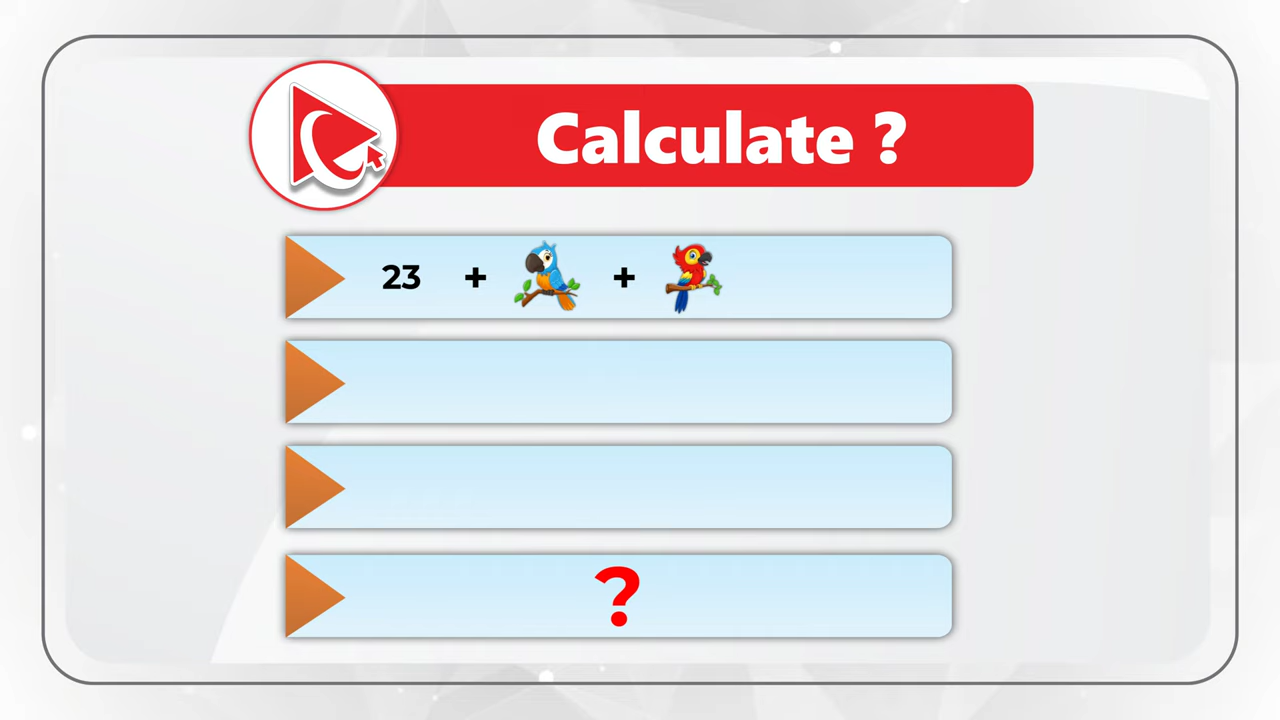 Calculate ?
23 + +
?